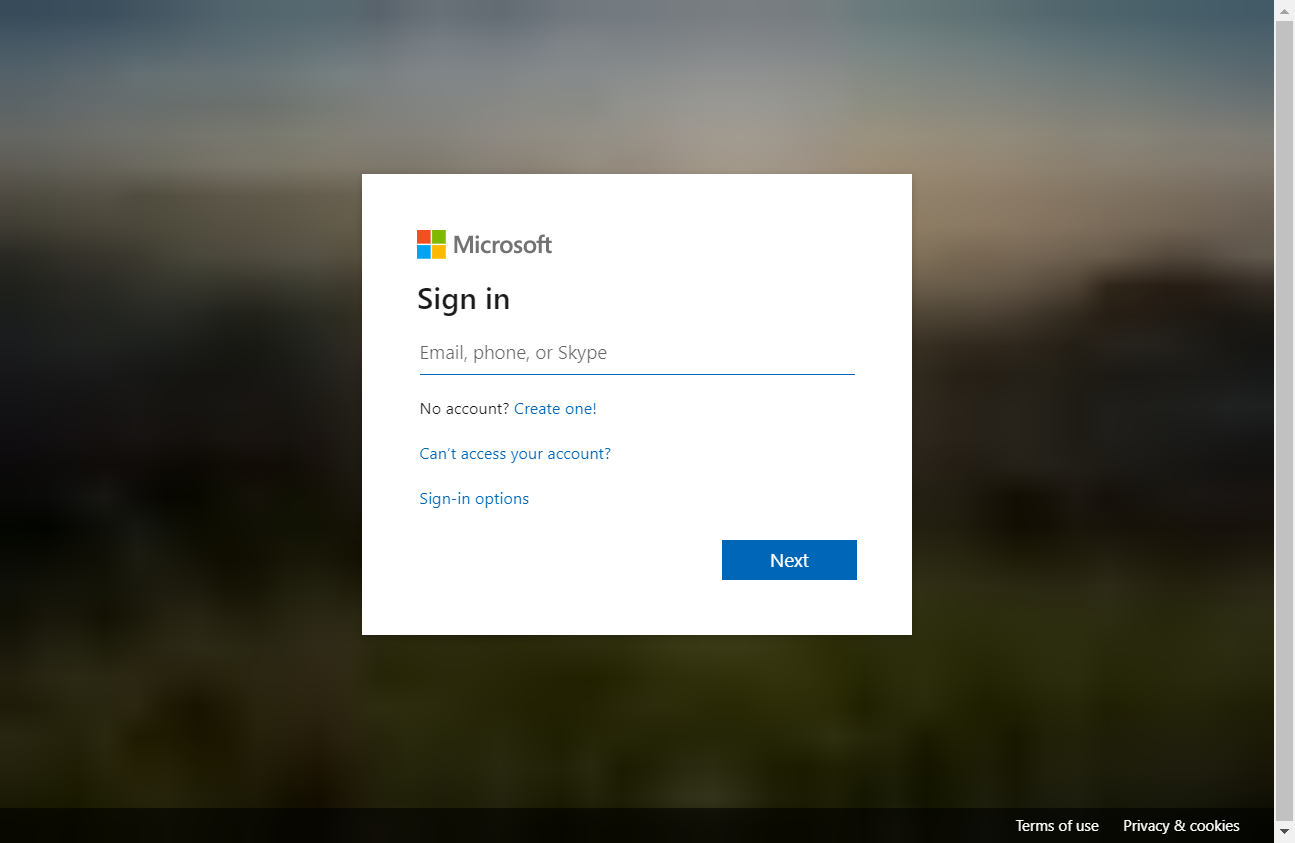 Microsoft
Sign in
Email, phone, or Skype
No account? Create one!
Can't access your account?
Sign-in options
Next
Terms of use Privacy & cookies